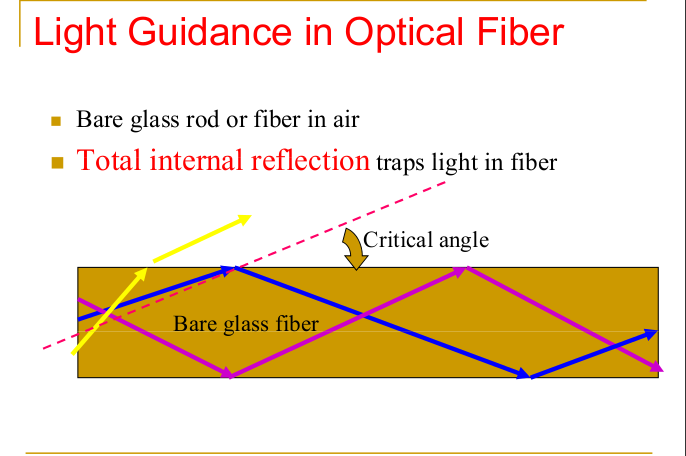 Light Guidance in Optical Fiber
Bare glass rod or fiber in air
Total internal reflection traps light in fiber
Critical angle
Bare glass fiber